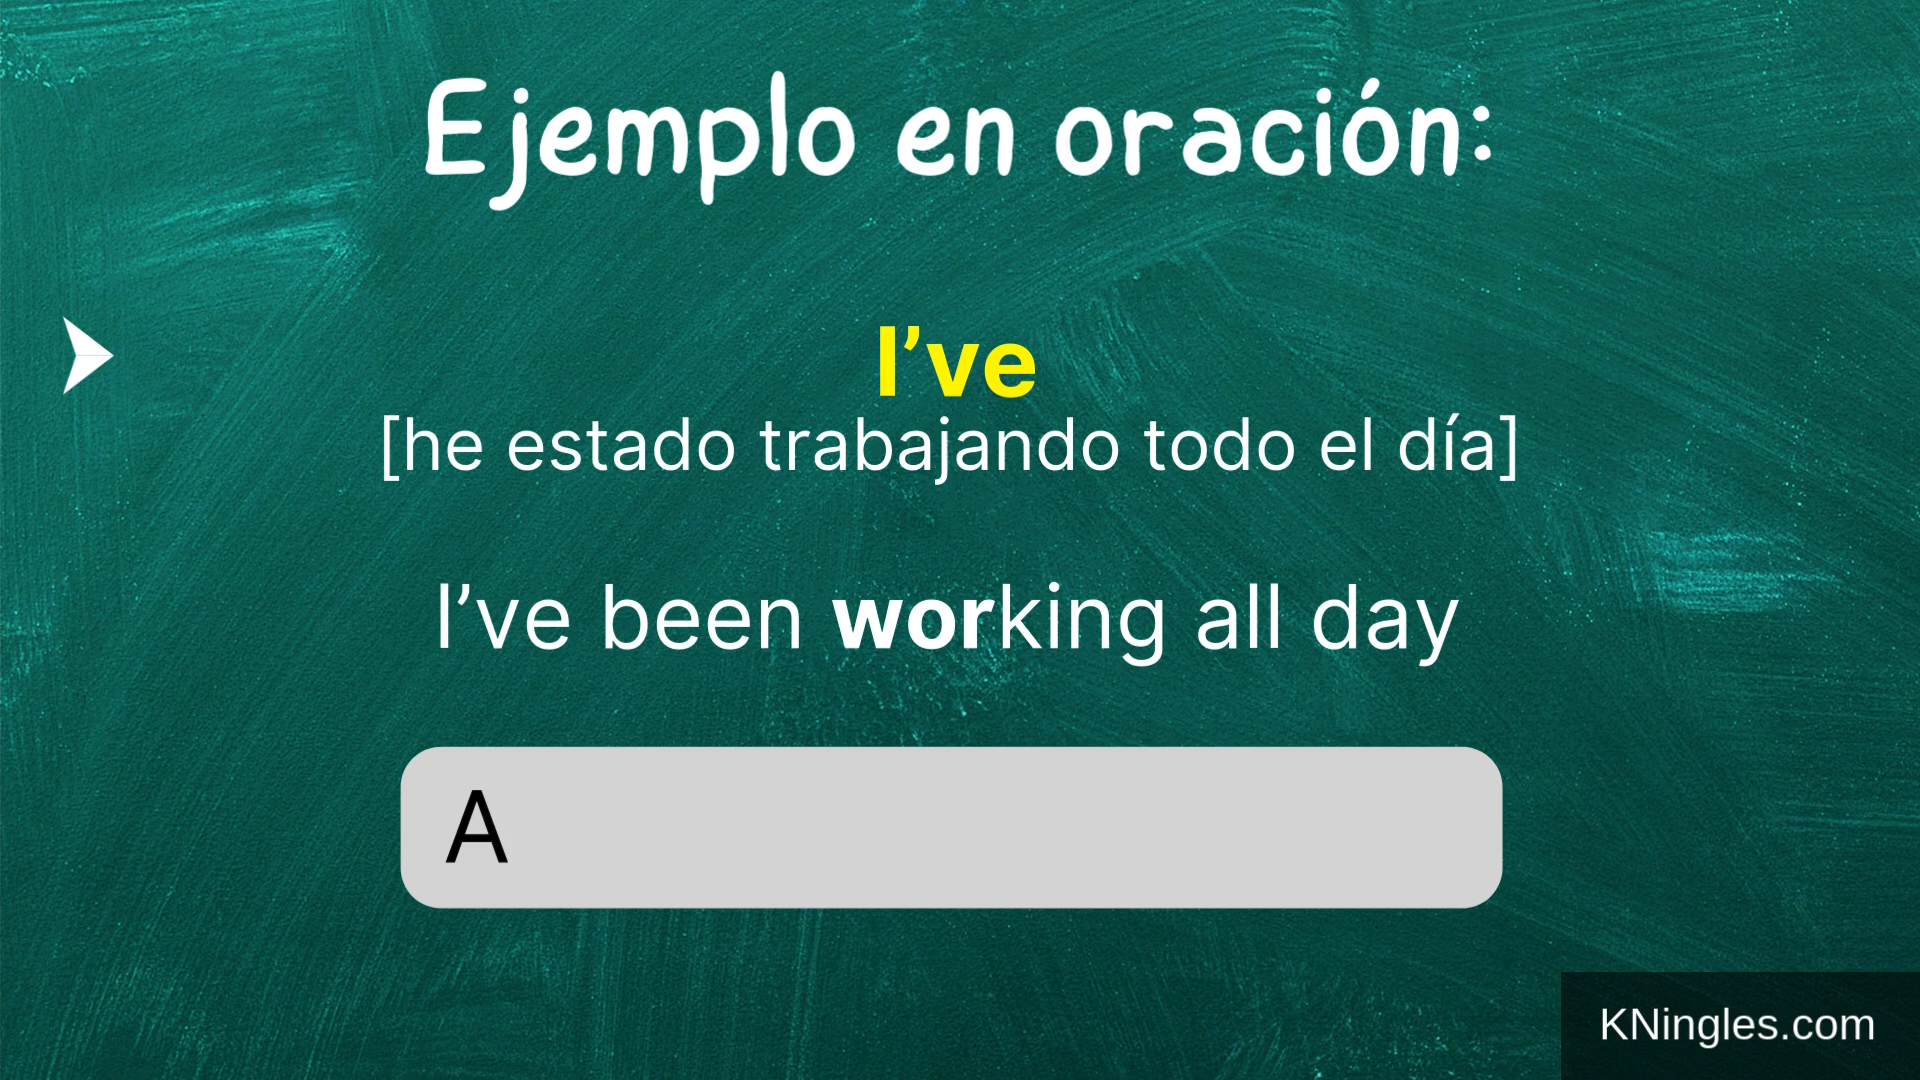 Ejemplo en oración:
I’ve
[he estado trabajando todo el día]
I’ve been working all day
A
KNingles.com